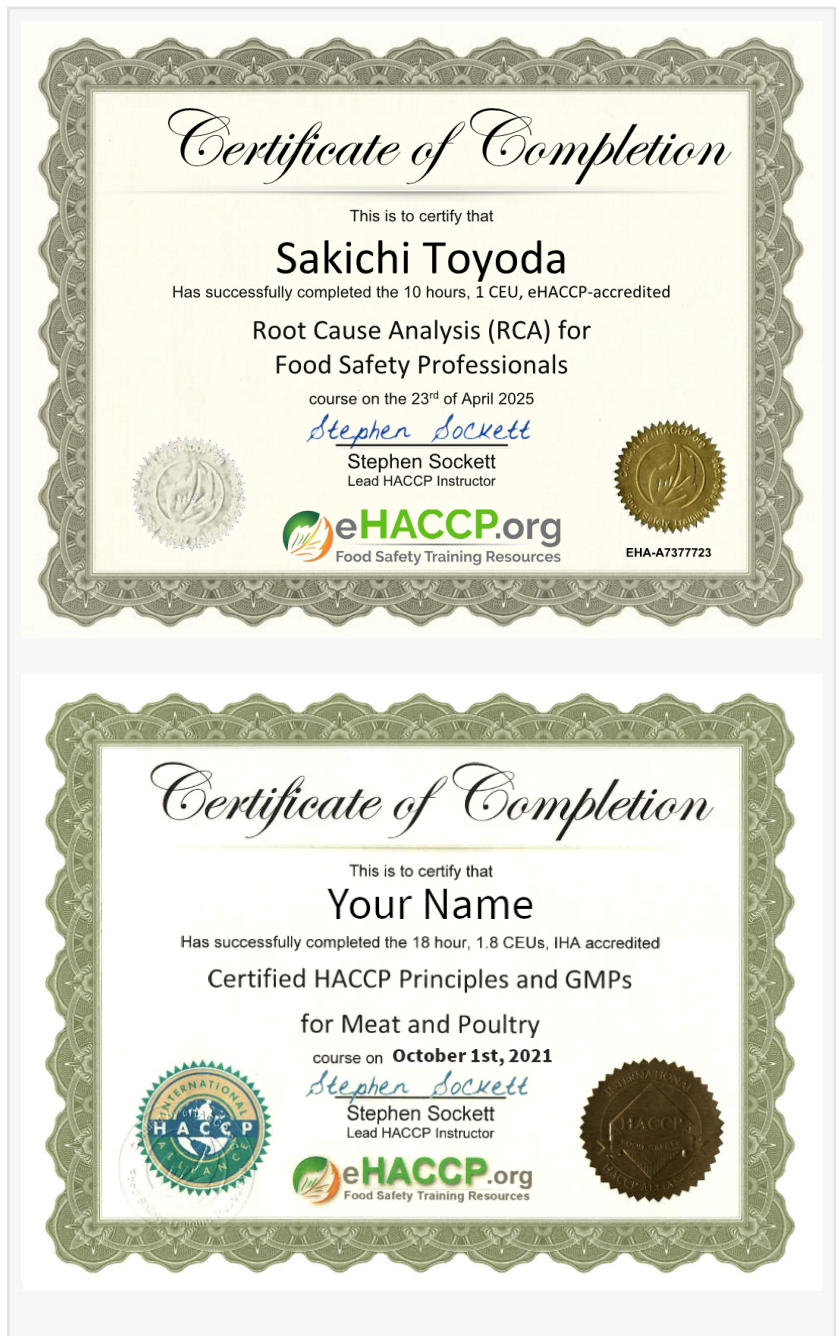 Certificate of Completion
This is to certify that
Sakichi Toyoda
Has successfully completed the 10 hours, 1 CEU, eHACCP-accredited
Root Cause Analysis (RCA) for
Food Safety Professionals
course on the 23rd of April 2025
Stephen Sockett
Stephen Sockett
Lead HACCP Instructor
eHACCP.org
Food Safety Training Resources
EHA-A7377723
Certificate of Completion
This is to certify that
Your Name
Has successfully completed the 18 hour, 1.8 CEUs, IHA accredited
Certified HACCP Principles and GMPs
for Meat and Poultry
course on October 1st, 2021
Stephen Sockett
Stephen Sockett
Lead HACCP Instructor
INTERNATIONAL
HACCP
ALLIANCE
eHACCP.org
Food Safety Training Resources
INTERNATIONAL
HACCP
FOOD SAFETY
HACCP ALLIANCE